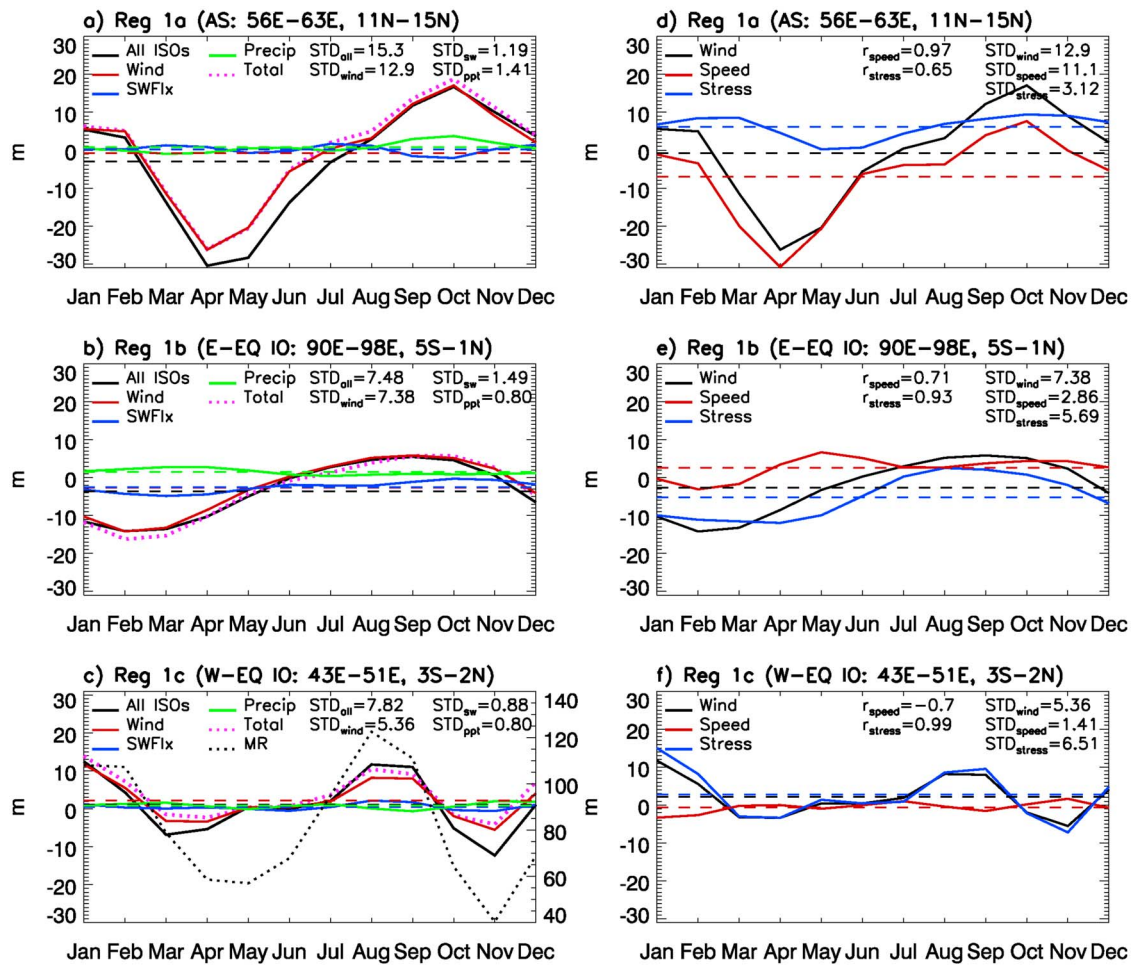 a) Reg 1a (AS: 56E-63E, 11N-15N)
30
20
10
0
-10
-20
-30
m
All ISOs
Wind
SWFlx
Precip
Total
STD_all=15.3 STD_sw=1.19
STD_wind=12.9 STD_ppt=1.41
Jan Feb Mar Apr May Jun Jul Aug Sep Oct Nov Dec
d) Reg 1a (AS: 56E-63E, 11N-15N)
30
20
10
0
-10
-20
-30
m
Wind
Speed
Stress
r_speed=0.97 STD_wind=12.9
r_stress=0.65 STD_speed=11.1
STD_stress=3.12
Jan Feb Mar Apr May Jun Jul Aug Sep Oct Nov Dec
b) Reg 1b (E-EQ IO: 90E-98E, 5S-1N)
30
20
10
0
-10
-20
-30
m
All ISOs
Wind
SWFlx
Precip
Total
STD_all=7.48 STD_sw=1.49
STD_wind=7.38 STD_ppt=0.80
Jan Feb Mar Apr May Jun Jul Aug Sep Oct Nov Dec
e) Reg 1b (E-EQ IO: 90E-98E, 5S-1N)
30
20
10
0
-10
-20
-30
m
Wind
Speed
Stress
r_speed=0.71 STD_wind=7.38
r_stress=0.93 STD_speed=2.86
STD_stress=5.69
Jan Feb Mar Apr May Jun Jul Aug Sep Oct Nov Dec
c) Reg 1c (W-EQ IO: 43E-51E, 3S-2N)
30
20
10
0
-10
-20
-30
m
All ISOs
Wind
SWFlx
Precip
Total
MR
STD_all=7.82 STD_sw=0.88
STD_wind=5.36 STD_ppt=0.80
140
120
100
80
60
40
Jan Feb Mar Apr May Jun Jul Aug Sep Oct Nov Dec
f) Reg 1c (W-EQ IO: 43E-51E, 3S-2N)
30
20
10
0
-10
-20
-30
m
Wind
Speed
Stress
r_speed=-0.7 STD_wind=5.36
r_stress=0.99 STD_speed=1.41
STD_stress=6.51
Jan Feb Mar Apr May Jun Jul Aug Sep Oct Nov Dec